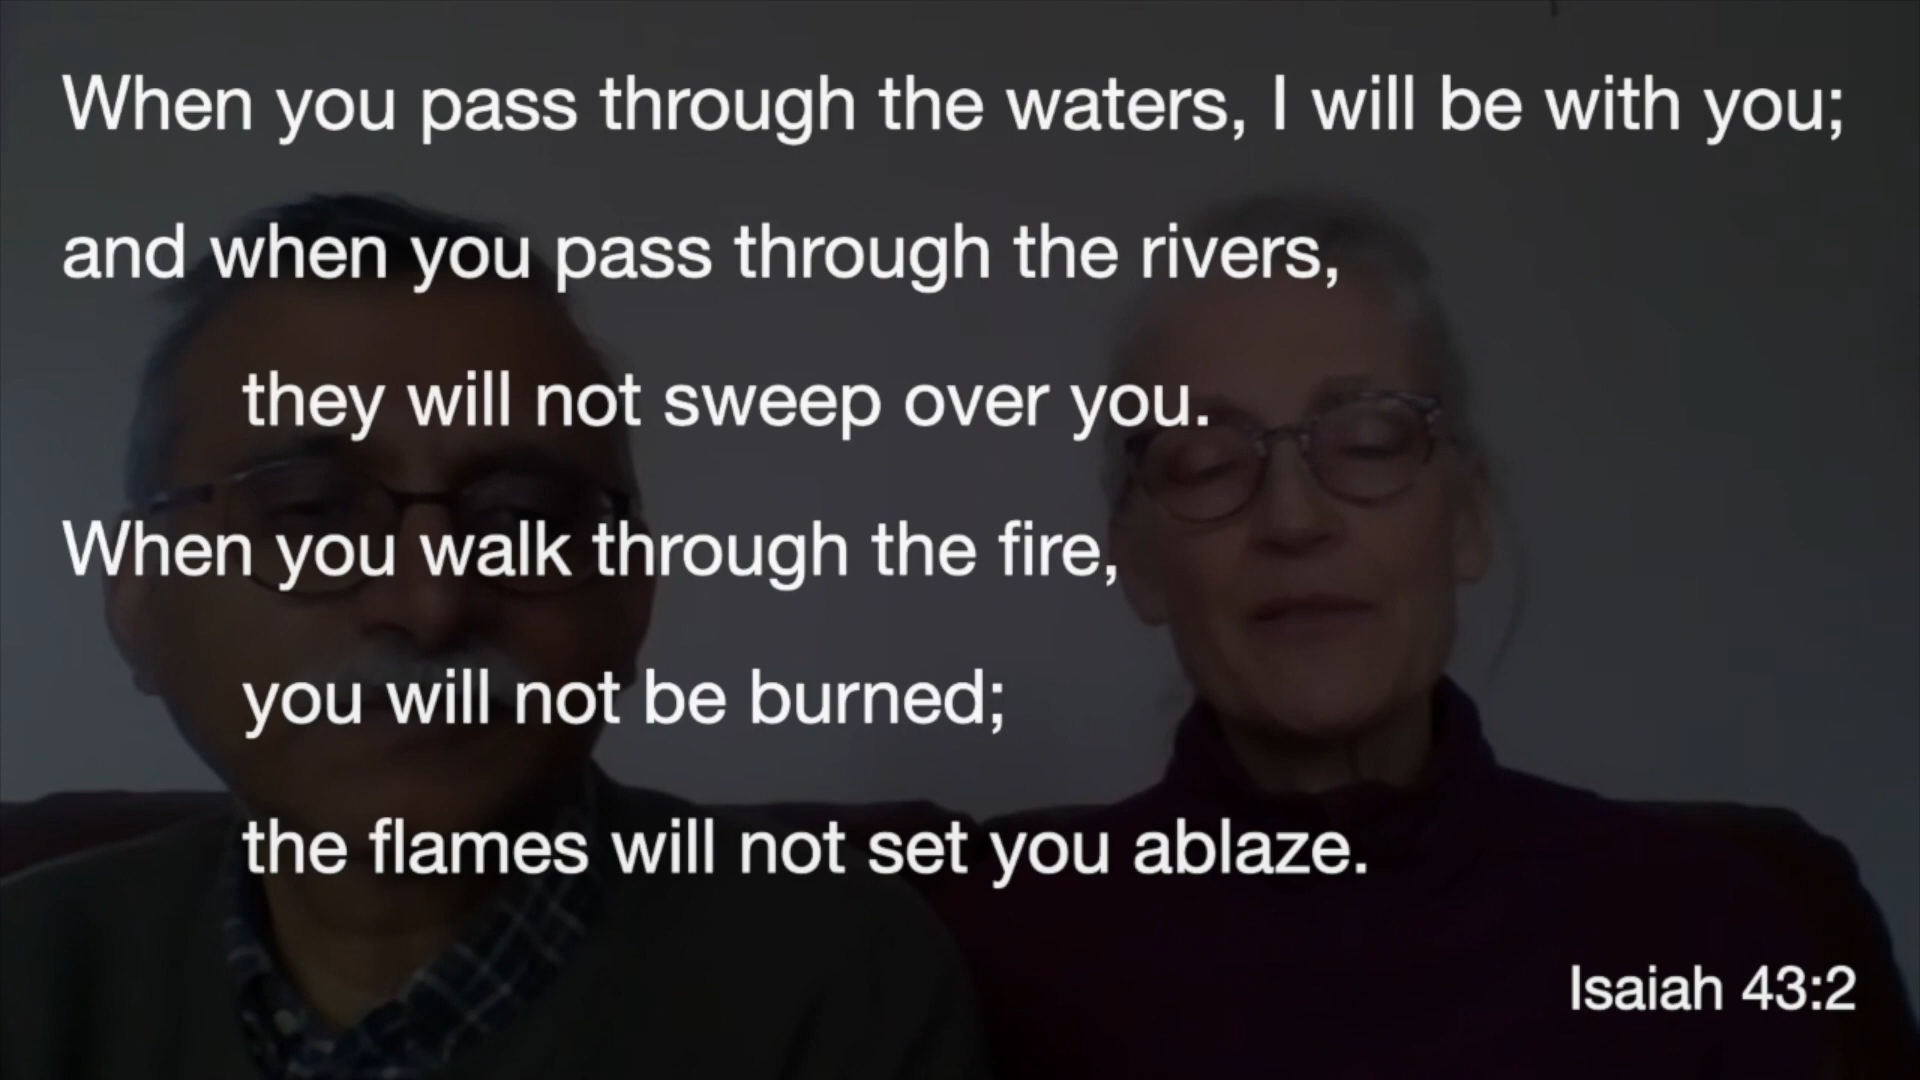 When you pass through the waters, I will be with you;
and when you pass through the rivers,
they will not sweep over you.
When you walk through the fire,
you will not be burned;
the flames will not set you ablaze.
Isaiah 43:2